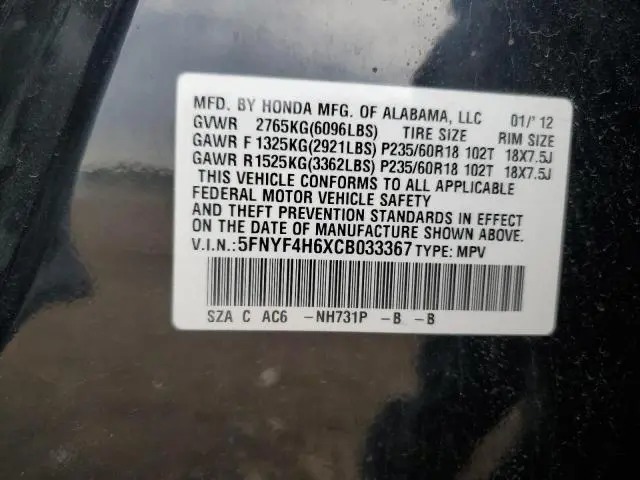 MFD. BY HONDA MFG. OF ALABAMA, LLC 01/'12
GVWR 2765KG(6096LBS) TIRE SIZE RIM SIZE
GAWR F 1325KG(2921LBS) P235/60R18 102T 18X7.5J
GAWR R1525KG(3362LBS) P235/60R18 102T 18X7.5J
THIS VEHICLE CONFORMS TO ALL APPLICABLE
FEDERAL MOTOR VEHICLE SAFETY
AND THEFT PREVENTION STANDARDS IN EFFECT
ON THE DATE OF MANUFACTURE SHOWN ABOVE.
V.I.N.:5FNYF4H6XCB033367 TYPE: MPV
SZA C AC6 -NH731P -B -B